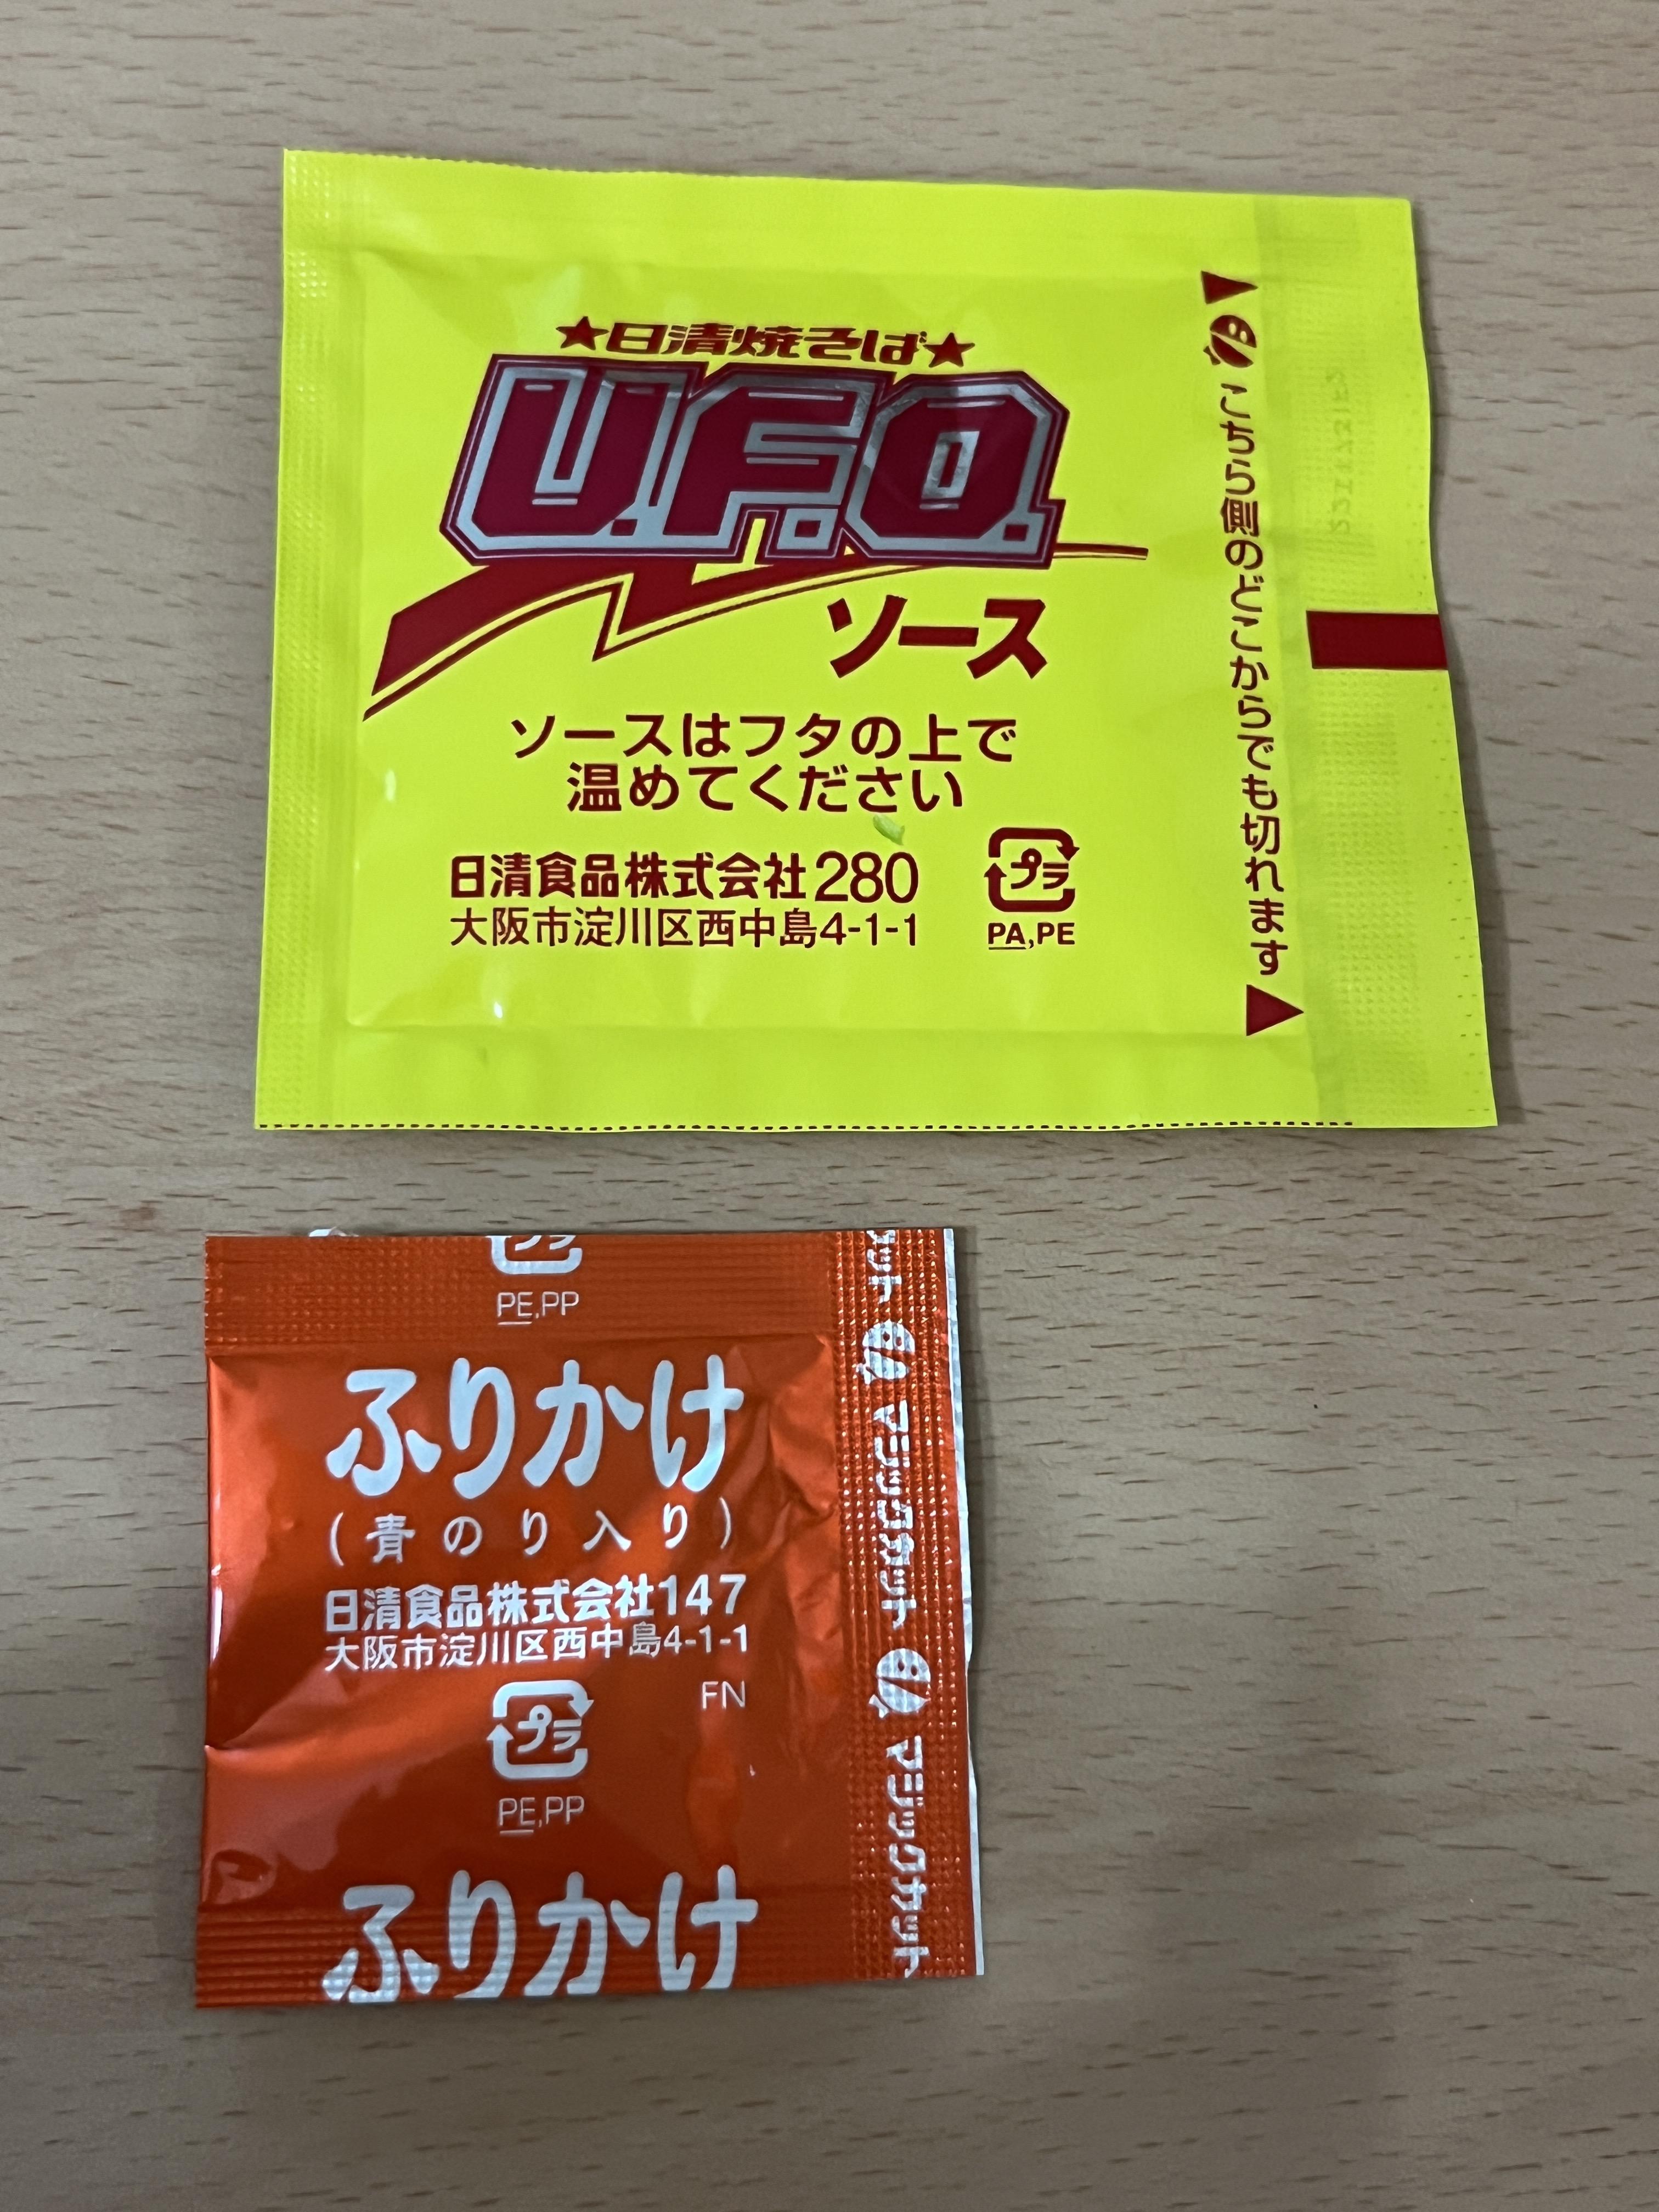 ★日清焼そば★
U.F.O.
ソース
ソースはフタの上で
温めてください
日清食品株式会社280
大阪市淀川区西中島4-1-1
プラ
PA,PE
こちら側のどこからでも切れます
プラ
PE,PP
ふりかけ
(青のり入り)
日清食品株式会社147
大阪市淀川区西中島4-1-1
FN
プラ
PE,PP
ふりかけ
カット
マジックカット
マジックカット